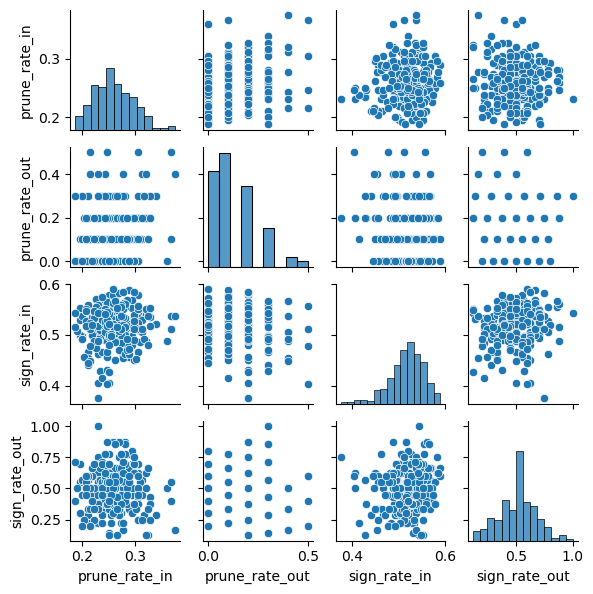 prune_rate_in
0.3
0.2
prune_rate_out
0.4
0.2
0.0
sign_rate_in
0.6
0.5
0.4
sign_rate_out
1.00
0.75
0.50
0.25
0.2 0.3 0.0 0.5 0.4 0.6 0.5 1.0
prune_rate_in prune_rate_out sign_rate_in sign_rate_out